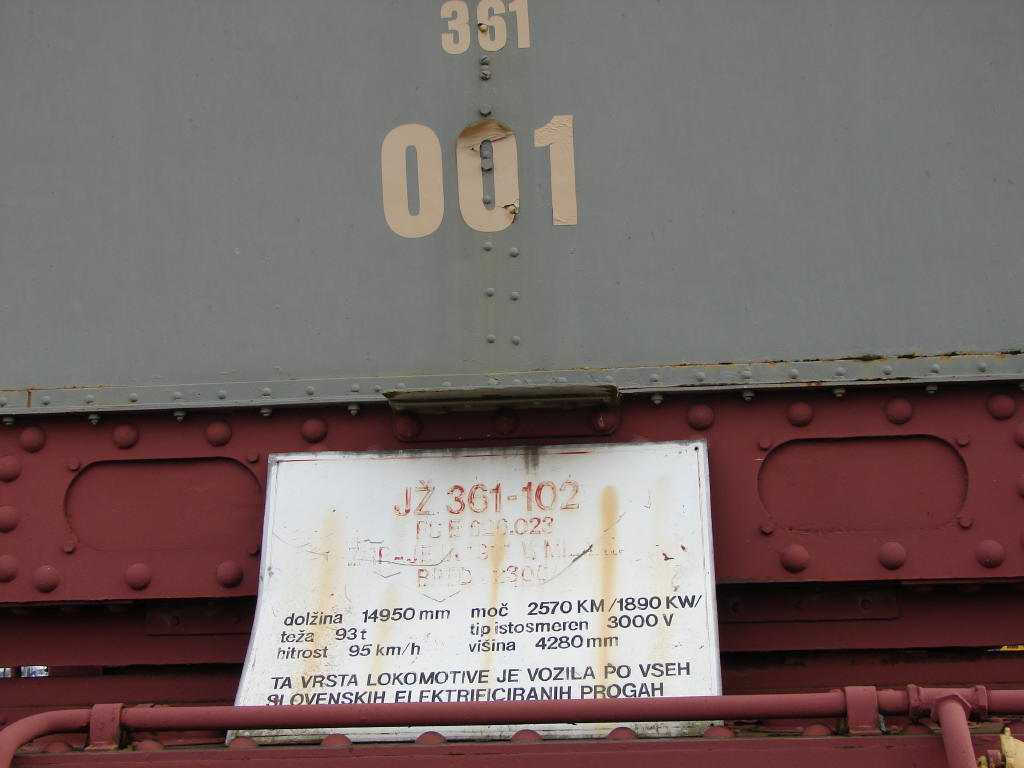 361
001
JŽ 361-102
dolžina 14950 mm moč 2570 KM/1890 KW/
teža 93 t tip istosmeren 3000 V
hitrost 95 km/h višina 4280 mm
TA VRSTA LOKOMOTIVE JE VOZILA PO VSEH
SLOVENSKIH ELEKTRIFICIRANIH PROGAH